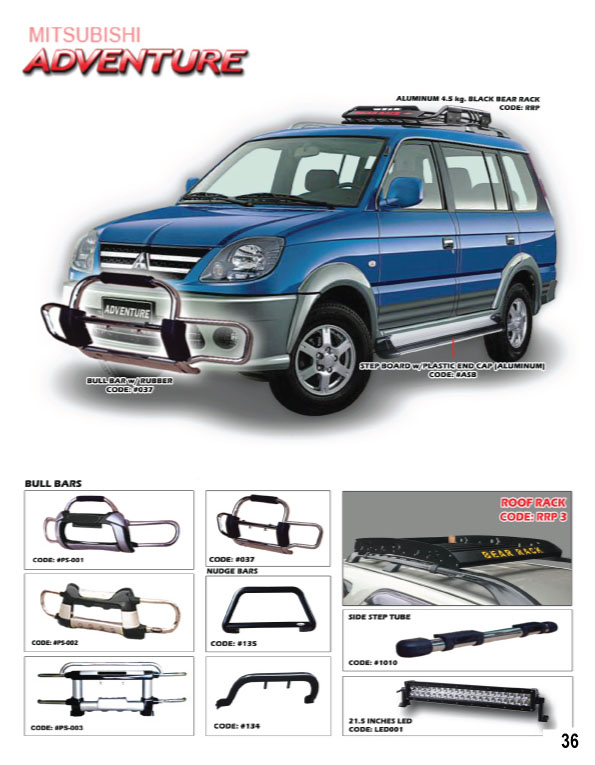 MITSUBISHI
ADVENTURE
ALUMINUM 4.5 kg. BLACK BEAR RACK
CODE: RRP
ADVENTURE
BULL BAR w/RUBBER
CODE: #037
STEP BOARD w/PLASTIC END CAP [ALUMINUM]
CODE: #ASB
BULL BARS
CODE: #PS-001
CODE: #037
ROOF RACK
CODE: RRP 3
BEAR RACK
NUDGE BARS
CODE: #PS-002
CODE: #135
SIDE STEP TUBE
CODE: #1010
CODE: #PS-003
CODE: #134
21.5 INCHES LED
CODE: LED001
36